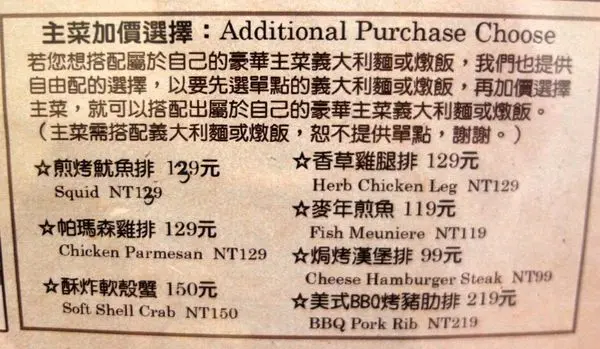 主菜加價選擇：Additional Purchase Choose
若您想搭配屬於自己的豪華主菜義大利麵或燉飯，我們也提供
自由配的選擇，以要先選單點的義大利麵或燉飯，再加價選擇
主菜，就可以搭配出屬於自己的豪華主菜義大利麵或燉飯。
（主菜需搭配義大利麵或燉飯，恕不提供單點，謝謝。）
☆煎烤魷魚排 139元
Squid NT139
☆帕瑪森雞排 129元
Chicken Parmesan NT129
☆酥炸軟殼蟹 150元
Soft Shell Crab NT150
☆香草雞腿排 129元
Herb Chicken Leg NT129
☆麥年煎魚 119元
Fish Meuniere NT119
☆焗烤漢堡排 99元
Cheese Hamburger Steak NT99
☆美式BBQ烤豬肋排 219元
BBQ Pork Rib NT219